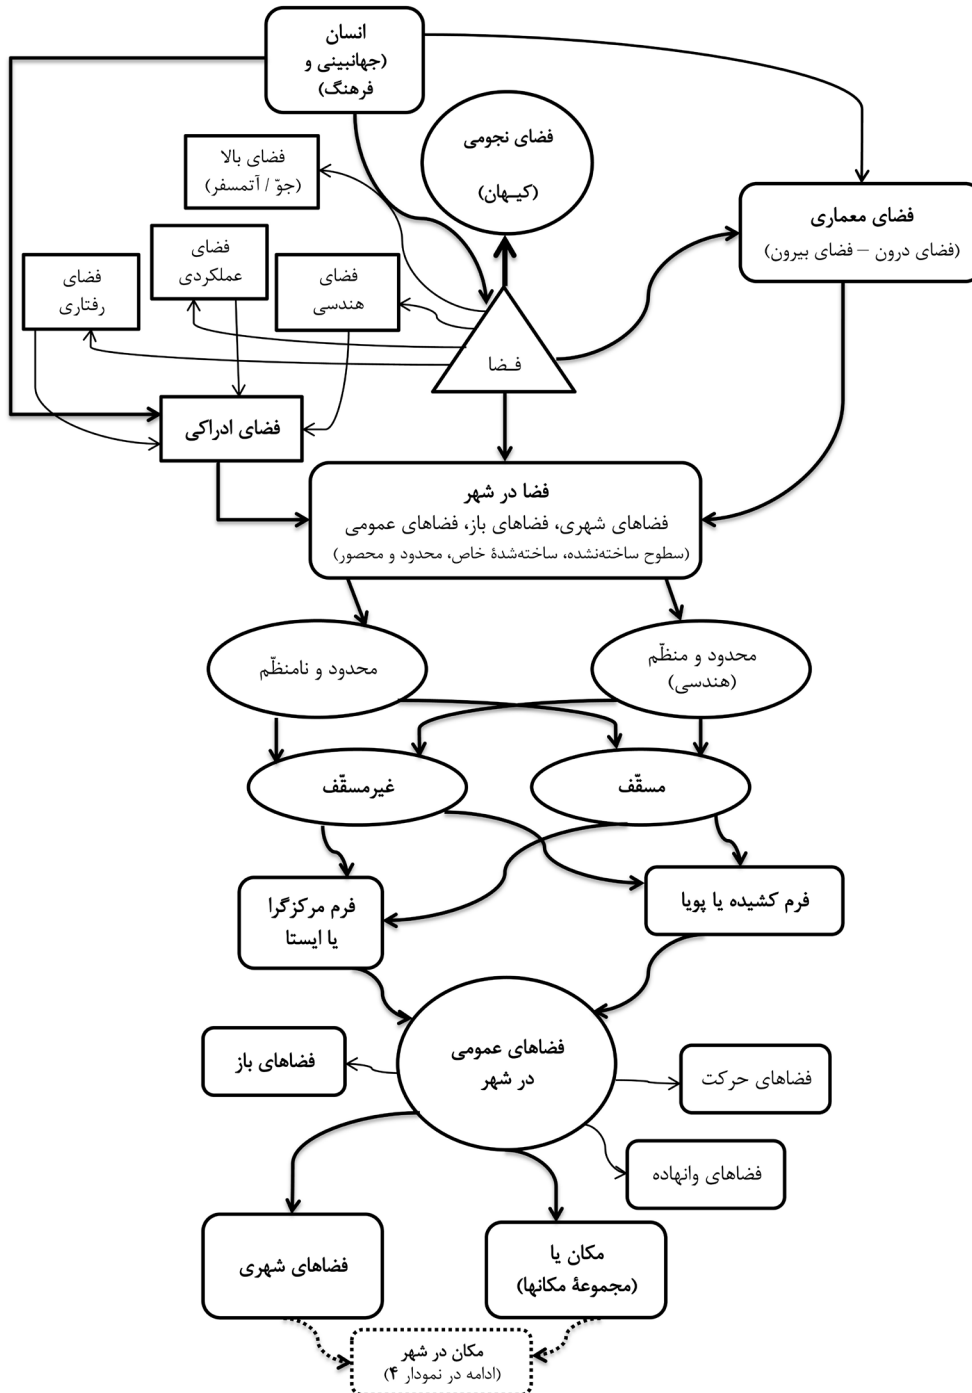 انسان
(جهانبینی و
فرهنگ)
فضای نجومی
(کیـهان)
فضای بالا
(جوّ / آتمسفر)
فضای معماری
(فضای درون – فضای بیرون)
فضای
عملکردی
فضای
هندسی
فضای
رفتاری
فـضا
فضای ادراکی
فضا در شهر
فضاهای شهری، فضاهای باز، فضاهای عمومی
(سطوح ساخته‌نشده، ساخته‌شدۀ خاص، محدود و محصور)
محدود و منظّم
(هندسی)
محدود و نامنظّم
مسقّف
غیرمسقّف
فرم کشیده یا پویا
فرم مرکزگرا
یا ایستا
فضاهای عمومی
در شهر
فضاهای باز
فضاهای حرکت
فضاهای وانهاده
مکان یا
(مجموعۀ مکانها)
فضاهای شهری
مکان در شهر
(ادامه در نمودار ۴)